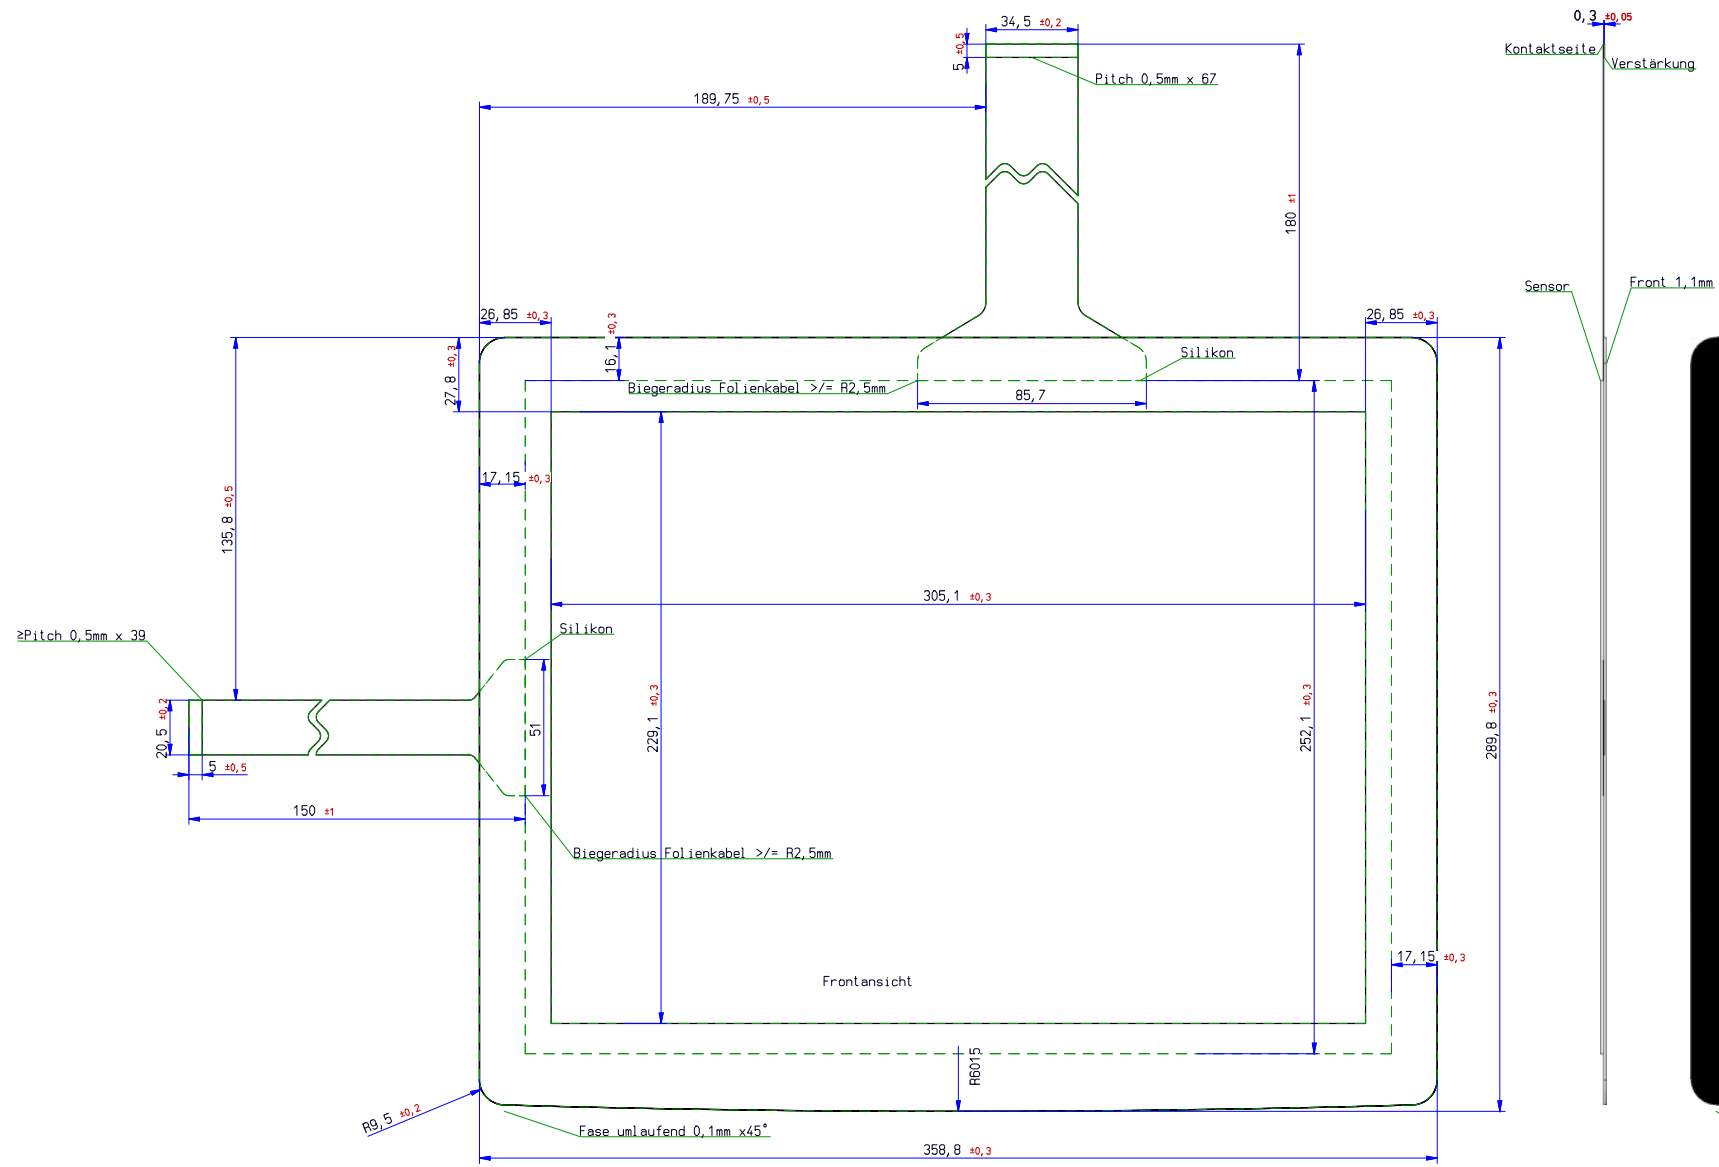 0,3 ±0,05
34,5 ±0,2
5 ±0,5
Kontaktseite
Verstärkung
Pitch 0,5mm x 67
189,75 ±0,5
180 ±1
Sensor
Front 1,1mm
26,85 ±0,3
16,1 ±0,3
26,85 ±0,3
27,8 ±0,3
Silikon
Biegeradius Folienkabel >/= R2,5mm
85,7
17,15 ±0,3
135,8 ±0,5
305,1 ±0,3
≥Pitch 0,5mm x 39
Silikon
20,5 ±0,2
51
229,1 ±0,3
252,1 ±0,3
289,8 ±0,3
5 ±0,5
150 ±1
Biegeradius Folienkabel >/= R2,5mm
17,15 ±0,3
Frontansicht
R6015
R9,5 ±0,2
Fase umlaufend 0,1mm x45°
358,8 ±0,3